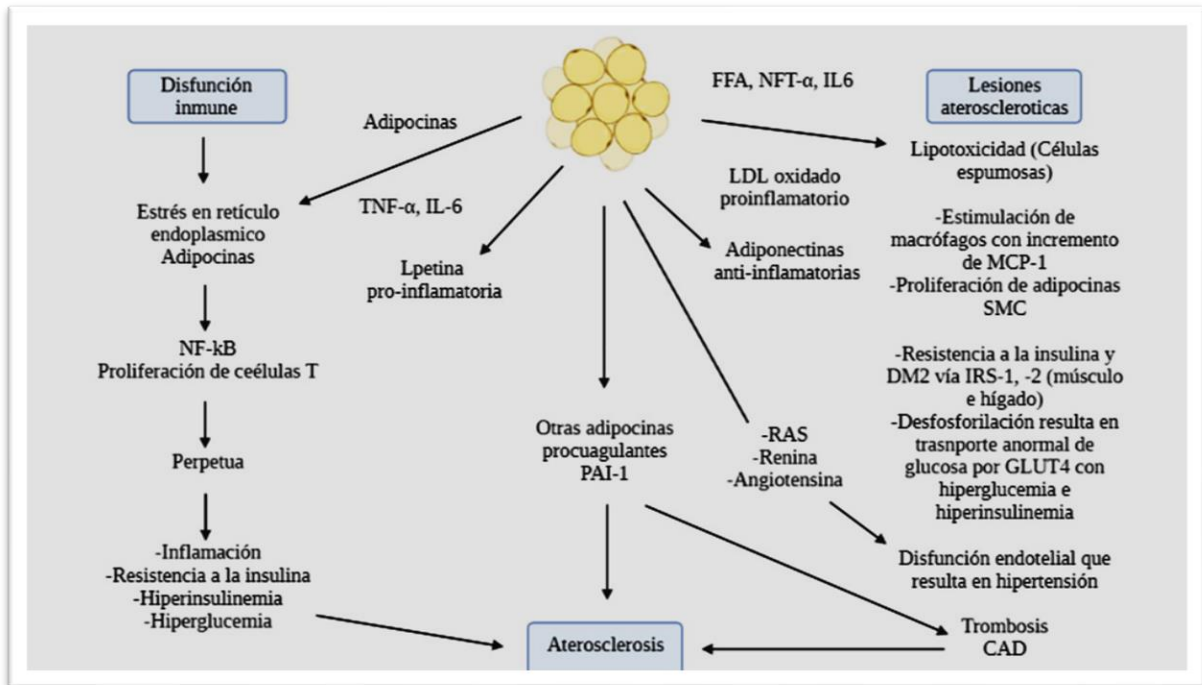 Disfunción
inmune
Adipocinas
FFA, NFT-α, IL6
Lesiones
ateroscleroticas
Lipotoxicidad (Células
espumosas)
TNF-α, IL-6
LDL oxidado
proinflamatorio
Estrés en retículo
endoplasmico
Adipocinas
Lpetina
pro-inflamatoria
Adiponectinas
anti-inflamatorias
-Estimulación de
macrófagos con incremento
de MCP-1
-Proliferación de adipocinas
SMC
NF-kB
Proliferación de ceélulas T
-Resistencia a la insulina y
DM2 vía IRS-1, -2 (músculo
e hígado)
-Desfosforilación resulta en
trasnporte anormal de
glucosa por GLUT4 con
hiperglucemia e
hiperinsulinemia
Perpetua
Otras adipocinas
procuagulantes
PAI-1
-RAS
-Renina
-Angiotensina
-Inflamación
-Resistencia a la insulina
-Hiperinsulinemia
-Hiperglucemia
Disfunción endotelial que
resulta en hipertensión
Aterosclerosis
Trombosis
CAD